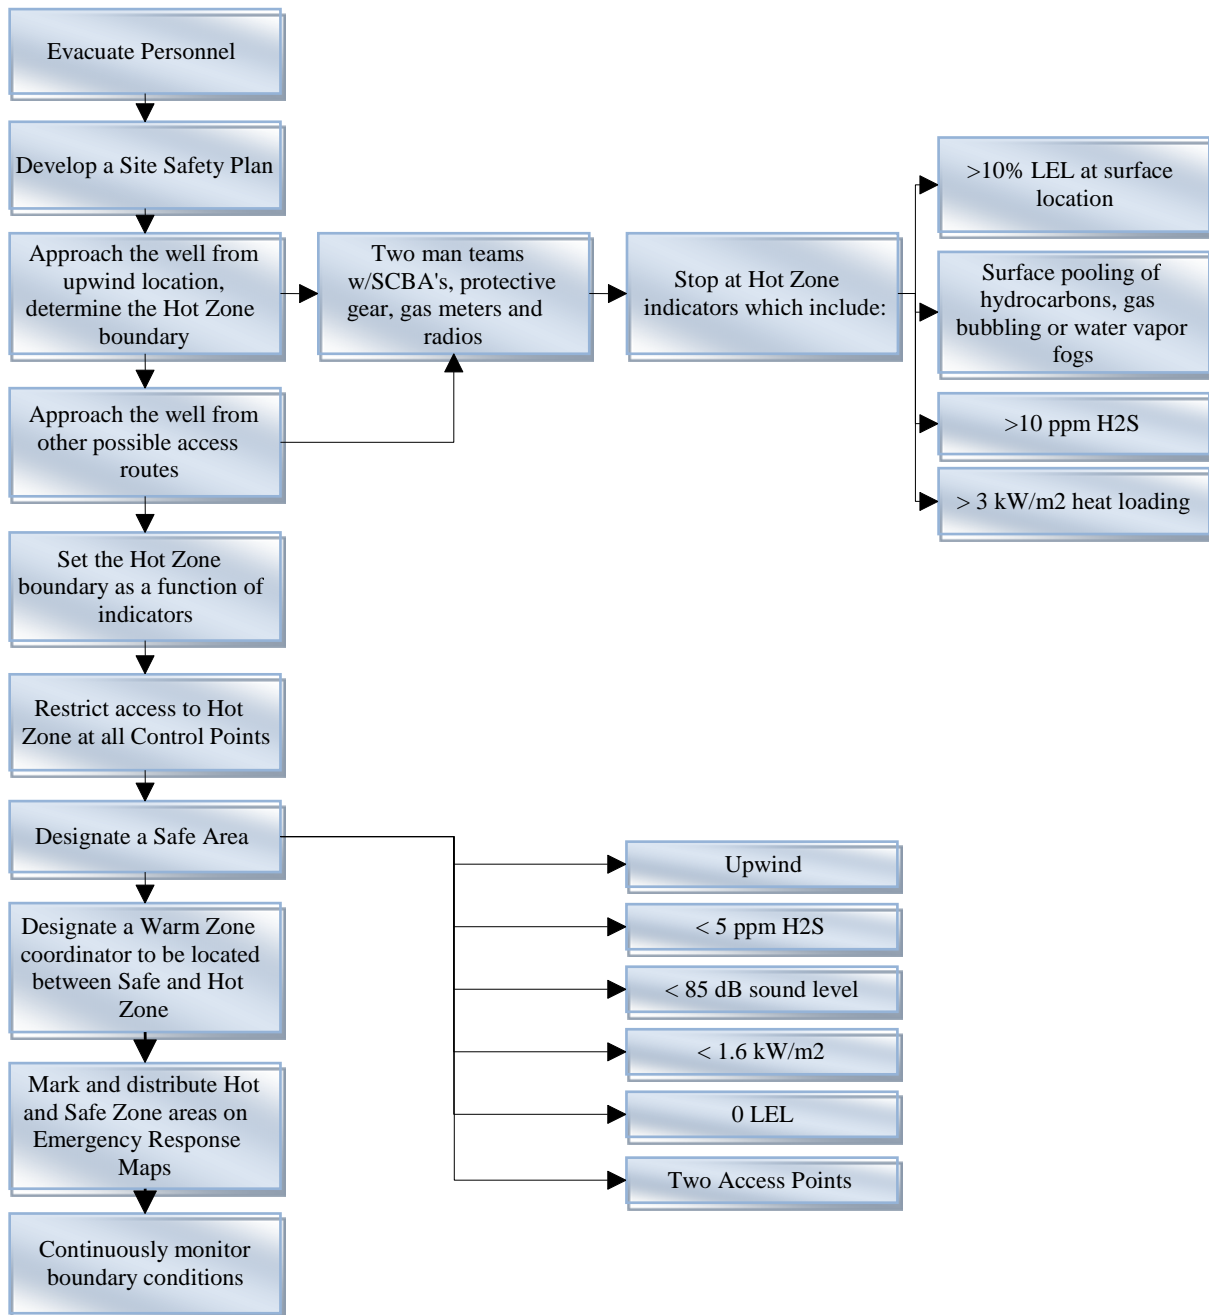 Evacuate Personnel
Develop a Site Safety Plan
Approach the well from
upwind location,
determine the Hot Zone
boundary
Two man teams
w/SCBA's, protective
gear, gas meters and
radios
Stop at Hot Zone
indicators which include:
>10% LEL at surface
location
Surface pooling of
hydrocarbons, gas
bubbling or water vapor
fogs
>10 ppm H2S
> 3 kW/m2 heat loading
Approach the well from
other possible access
routes
Set the Hot Zone
boundary as a function of
indicators
Restrict access to Hot
Zone at all Control Points
Designate a Safe Area
Upwind
< 5 ppm H2S
< 85 dB sound level
< 1.6 kW/m2
0 LEL
Two Access Points
Designate a Warm Zone
coordinator to be located
between Safe and Hot
Zone
Mark and distribute Hot
and Safe Zone areas on
Emergency Response
Maps
Continuously monitor
boundary conditions